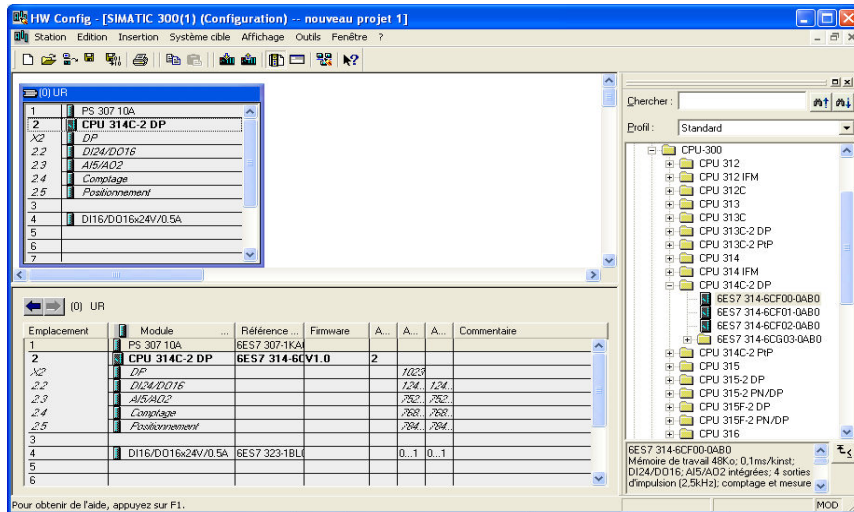 HW Config - [SIMATIC 300(1) (Configuration) -- nouveau projet 1]
Station Edition Insertion Système cible Affichage Outils Fenêtre ?
(0) UR
1 PS 307 10A
2 CPU 314C-2 DP
X2 DP
2.2 DI24/DO16
2.3 AI5/AO2
2.4 Comptage
2.5 Positionnement
3
4 DI16/DO16x24V/0.5A
5
6
7
(0) UR
Emplacement Module ... Référence ... Firmware A... A... A... Commentaire
1 PS 307 10A 6ES7 307-1KA
2 CPU 314C-2 DP 6ES7 314-6C V1.0 2
X2 DP 1023
2.2 DI24/DO16 124... 124...
2.3 AI5/AO2 752... 752...
2.4 Comptage 768... 768...
2.5 Positionnement 784... 784...
3
4 DI16/DO16x24V/0.5A 6ES7 323-1BL 0...1 0...1
5
6
Chercher :
Profil : Standard
CPU-300
CPU 312
CPU 312 IFM
CPU 312C
CPU 313
CPU 313C
CPU 313C-2 DP
CPU 313C-2 PtP
CPU 314
CPU 314 IFM
CPU 314C-2 DP
6ES7 314-6CF00-0AB0
6ES7 314-6CF01-0AB0
6ES7 314-6CF02-0AB0
6ES7 314-6CG03-0AB0
CPU 314C-2 PtP
CPU 315
CPU 315-2 DP
CPU 315-2 PN/DP
CPU 315F-2 DP
CPU 315F-2 PN/DP
CPU 316
6ES7 314-6CF00-0AB0
Mémoire de travail 48Ko; 0,1ms/kinst;
DI24/DO16; AI5/AO2 intégrées; 4 sorties
d'impulsion (2,5kHz); comptage et mesure
Pour obtenir de l'aide, appuyez sur F1.
MOD